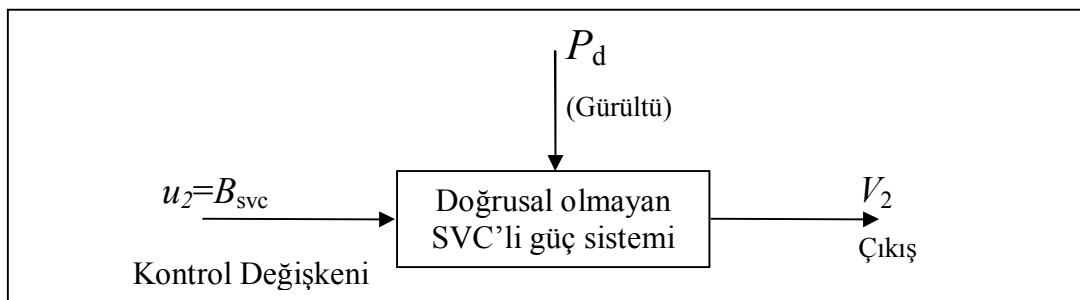 P_d
(Gürültü)
u_2=B_svc
Doğrusal olmayan
SVC’li güç sistemi
V_2
Kontrol Değişkeni
Çıkış